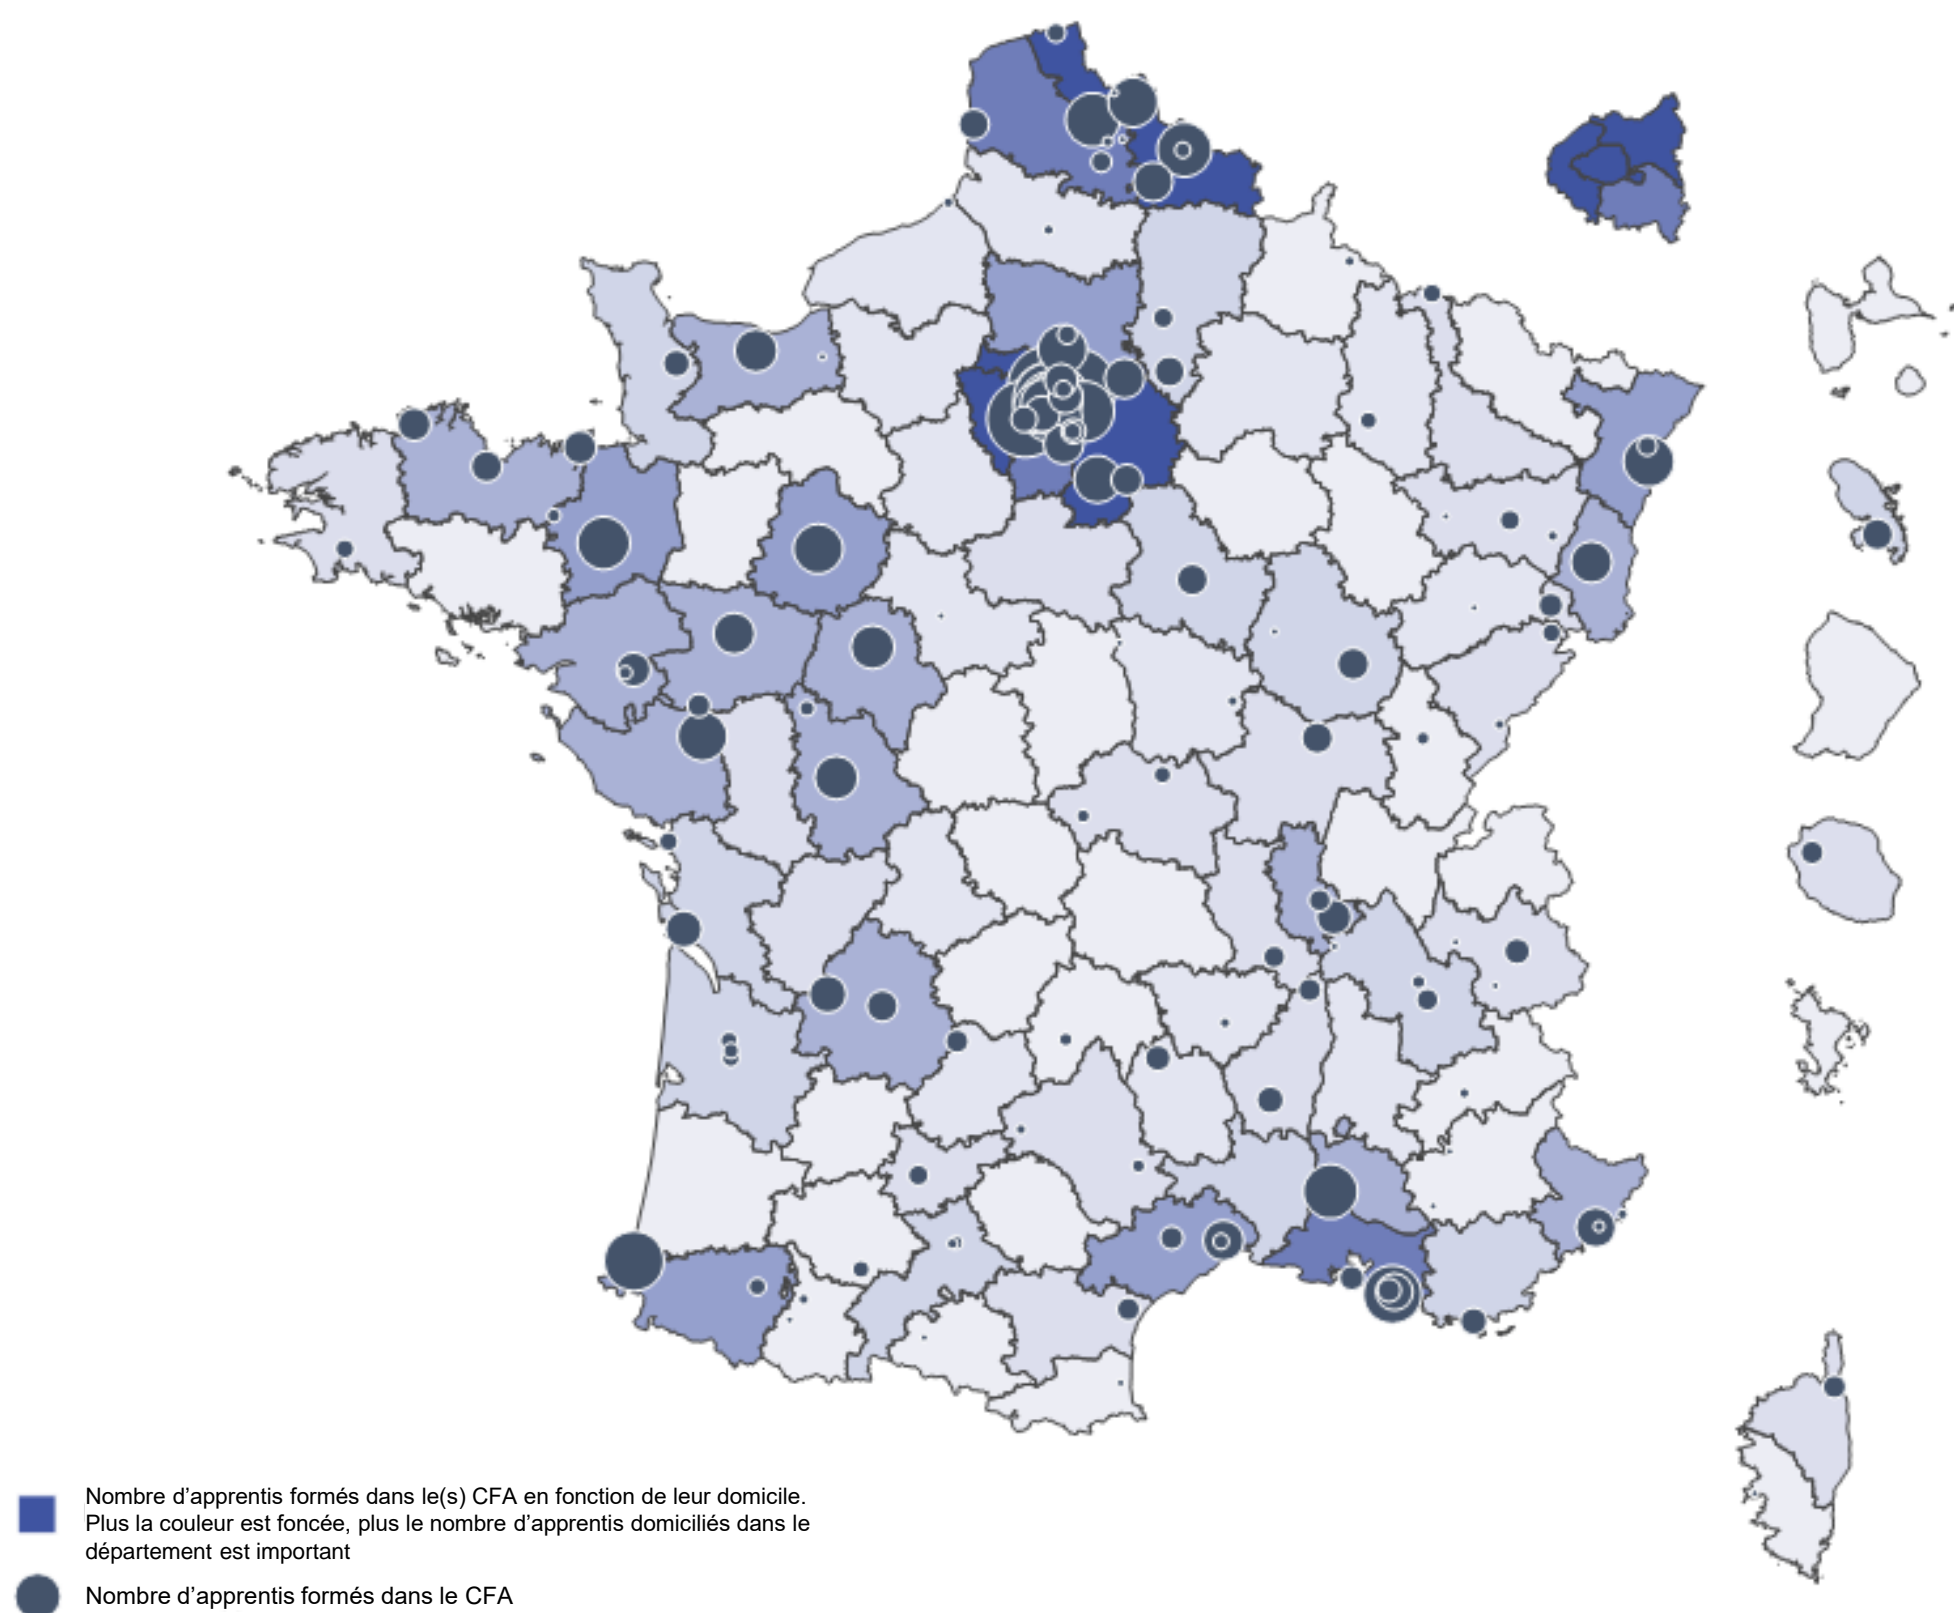 Nombre d’apprentis formés dans le(s) CFA en fonction de leur domicile.
Plus la couleur est foncée, plus le nombre d’apprentis domiciliés dans le
département est important
Nombre d’apprentis formés dans le CFA